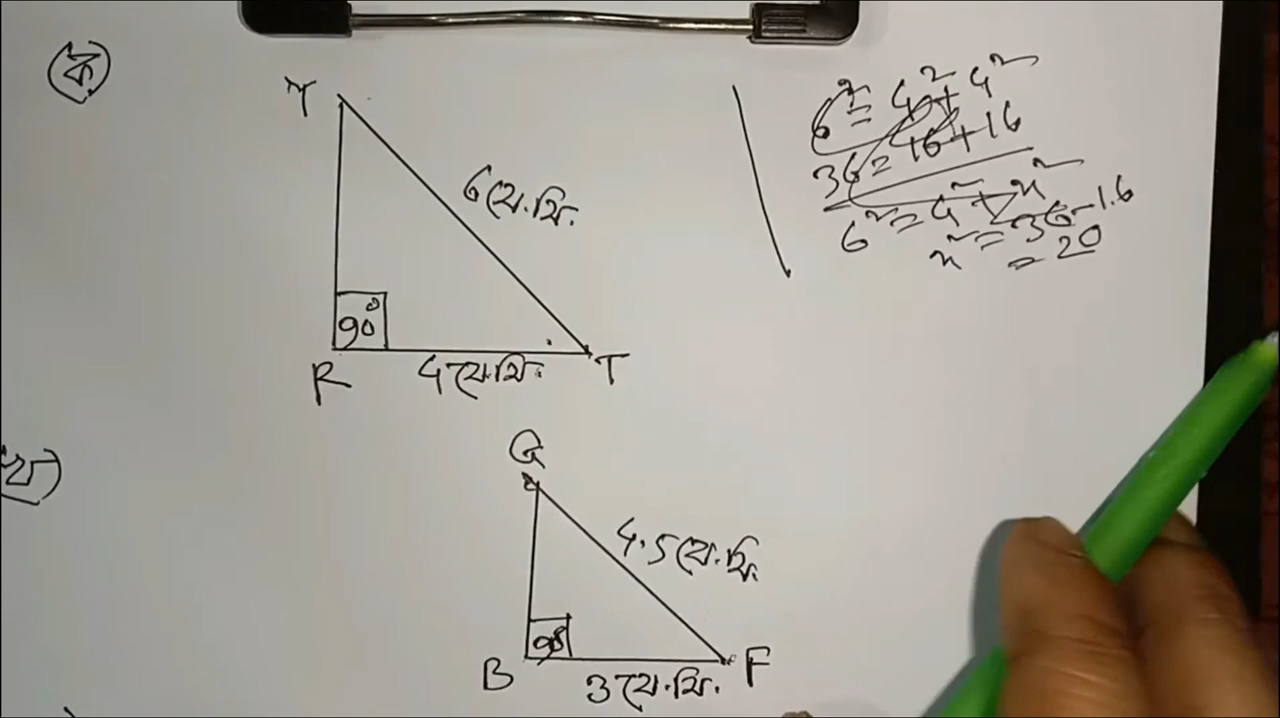 (ক)
Y
6 সে.মি.
90°
R
4 সে.মি.
T
6² = 4² + 4²
36 = 16 + 16
6² = 4² + x²
x² = 36 - 16
= 20
(খ)
G
4.5 সে.মি.
90°
B
3 সে.মি.
F